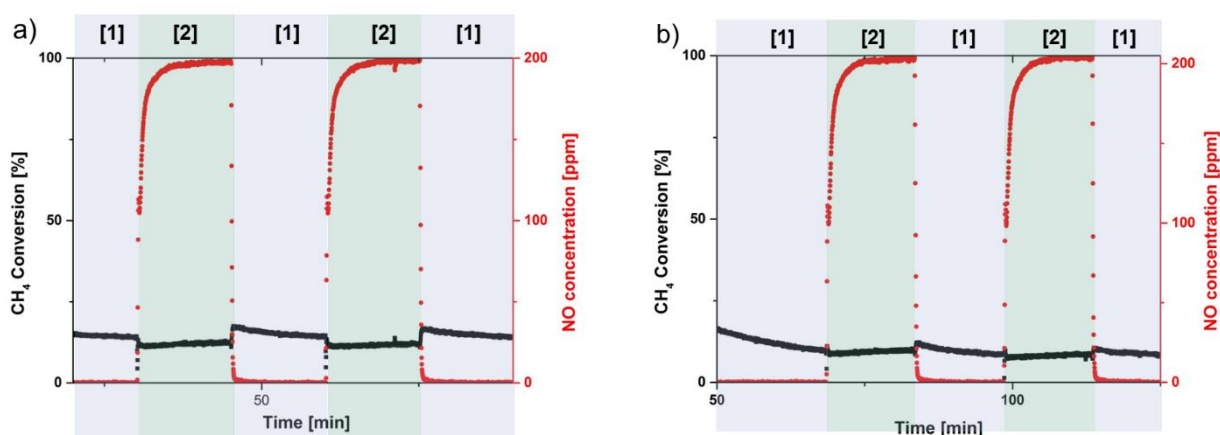 a)
[1] [2] [1] [2] [1]
100
50
0
CH₄ Conversion [%]
200
100
0
NO concentration [ppm]
50
Time [min]
b)
[1] [2] [1] [2] [1]
100
50
0
CH₄ Conversion [%]
200
100
0
NO concentration [ppm]
50 100
Time [min]